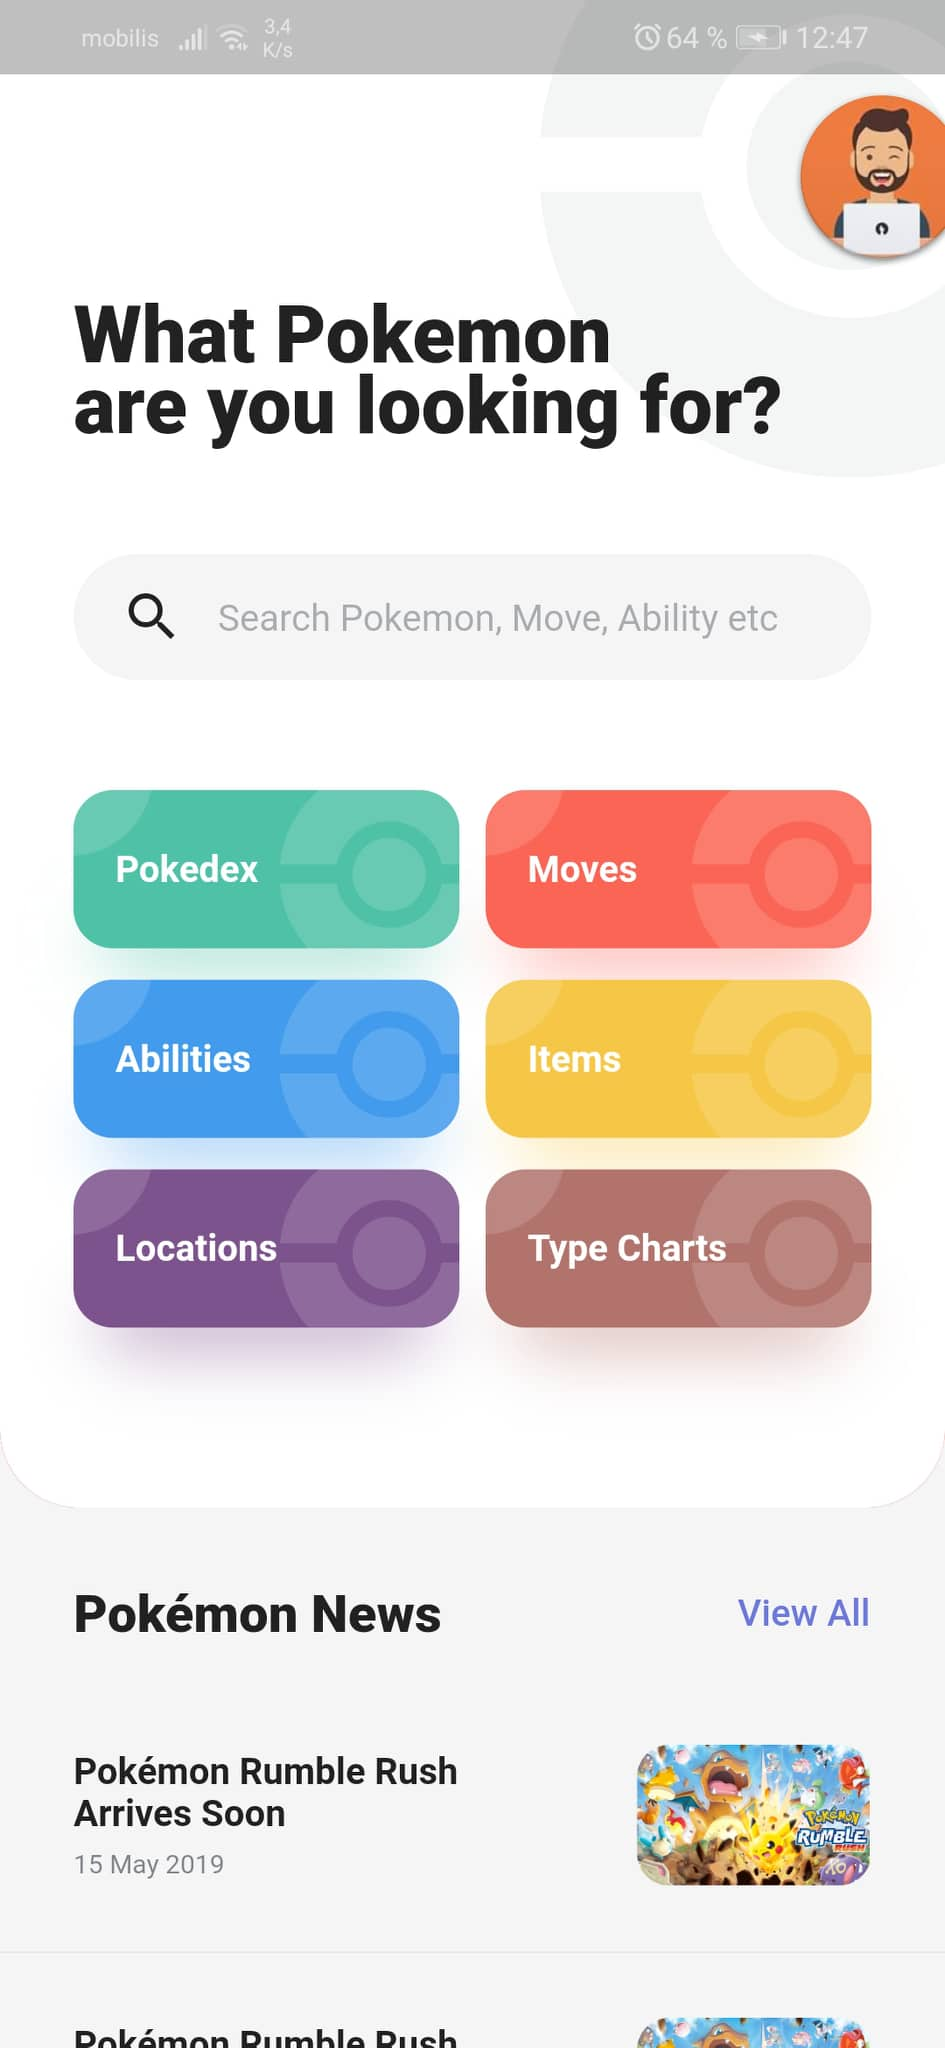 mobilis 3,4 K/s 64 % 12:47
What Pokemon
are you looking for?
Search Pokemon, Move, Ability etc
Pokedex
Moves
Abilities
Items
Locations
Type Charts
Pokémon News
View All
Pokémon Rumble Rush
Arrives Soon
15 May 2019
POKÉMON
RUMBLE
RUSH
Pokémon Rumble Rush